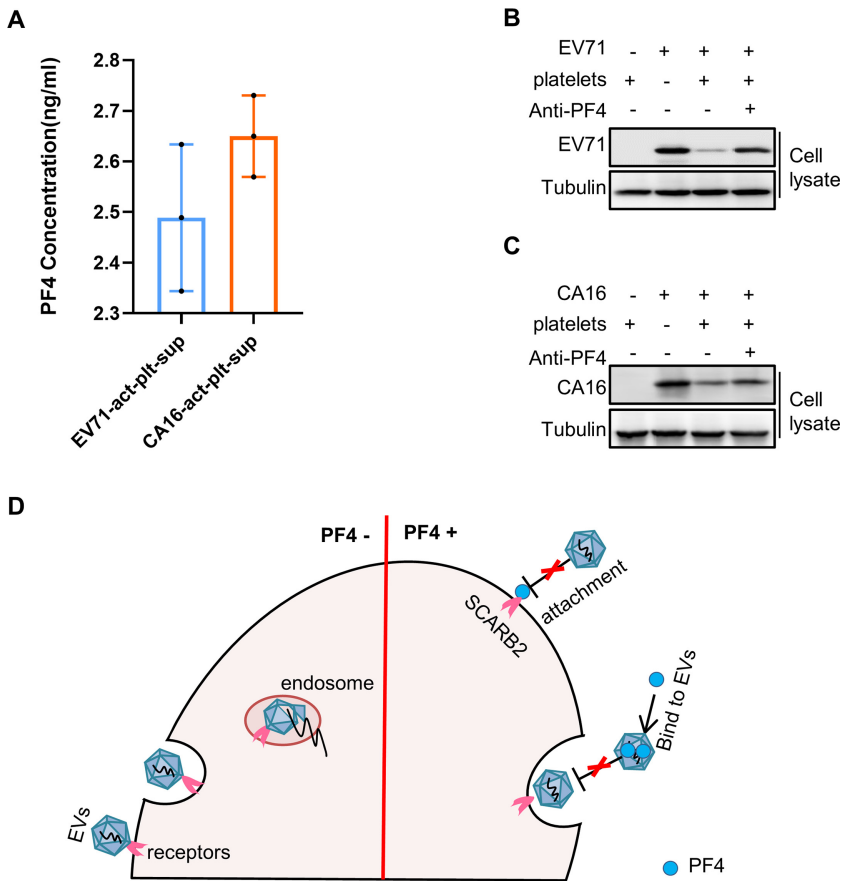 A
PF4 Concentration(ng/ml)
2.8
2.7
2.6
2.5
2.4
2.3
EV71-act-plt-sup
CA16-act-plt-sup
B
EV71 - + + +
platelets + - + +
Anti-PF4 - - - +
EV71
Tubulin
Cell
lysate
C
CA16 - + + +
platelets + - + +
Anti-PF4 - - - +
CA16
Tubulin
Cell
lysate
D
PF4 -
PF4 +
SCARB2
attachment
endosome
Bind to EVs
EVs
receptors
PF4